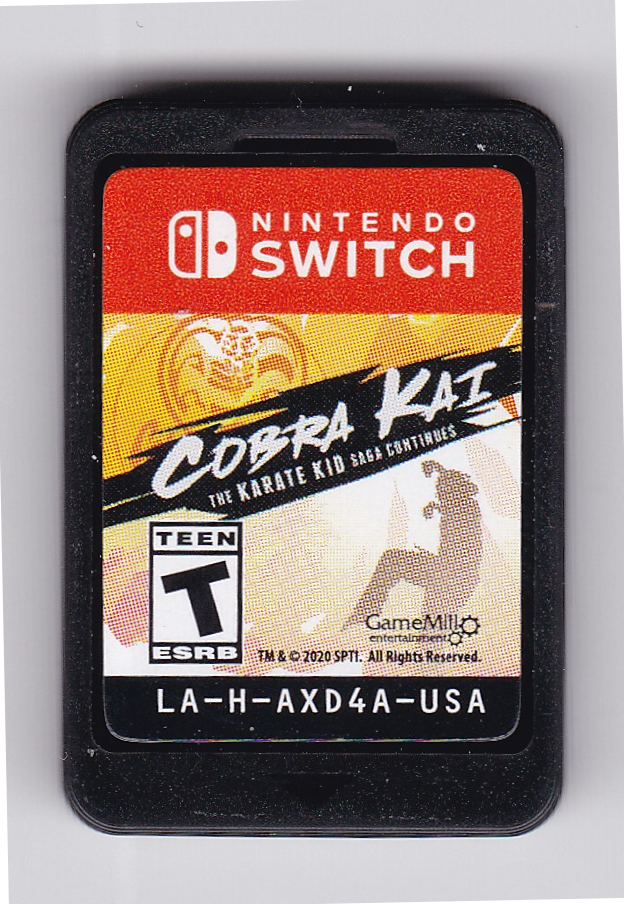 NINTENDO
SWITCH
COBRA KAI
THE KARATE KID SAGA CONTINUES
TEEN
T
ESRB
GameMill
entertainment
TM & © 2020 SPTI. All Rights Reserved.
LA-H-AXD4A-USA